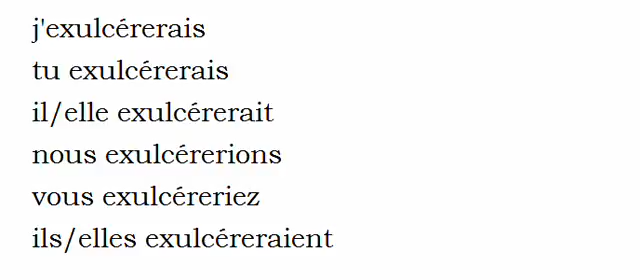 j'exulcérerais
tu exulcérerais
il/elle exulcérerait
nous exulcérerions
vous exulcéreriez
ils/elles exulcéreraient